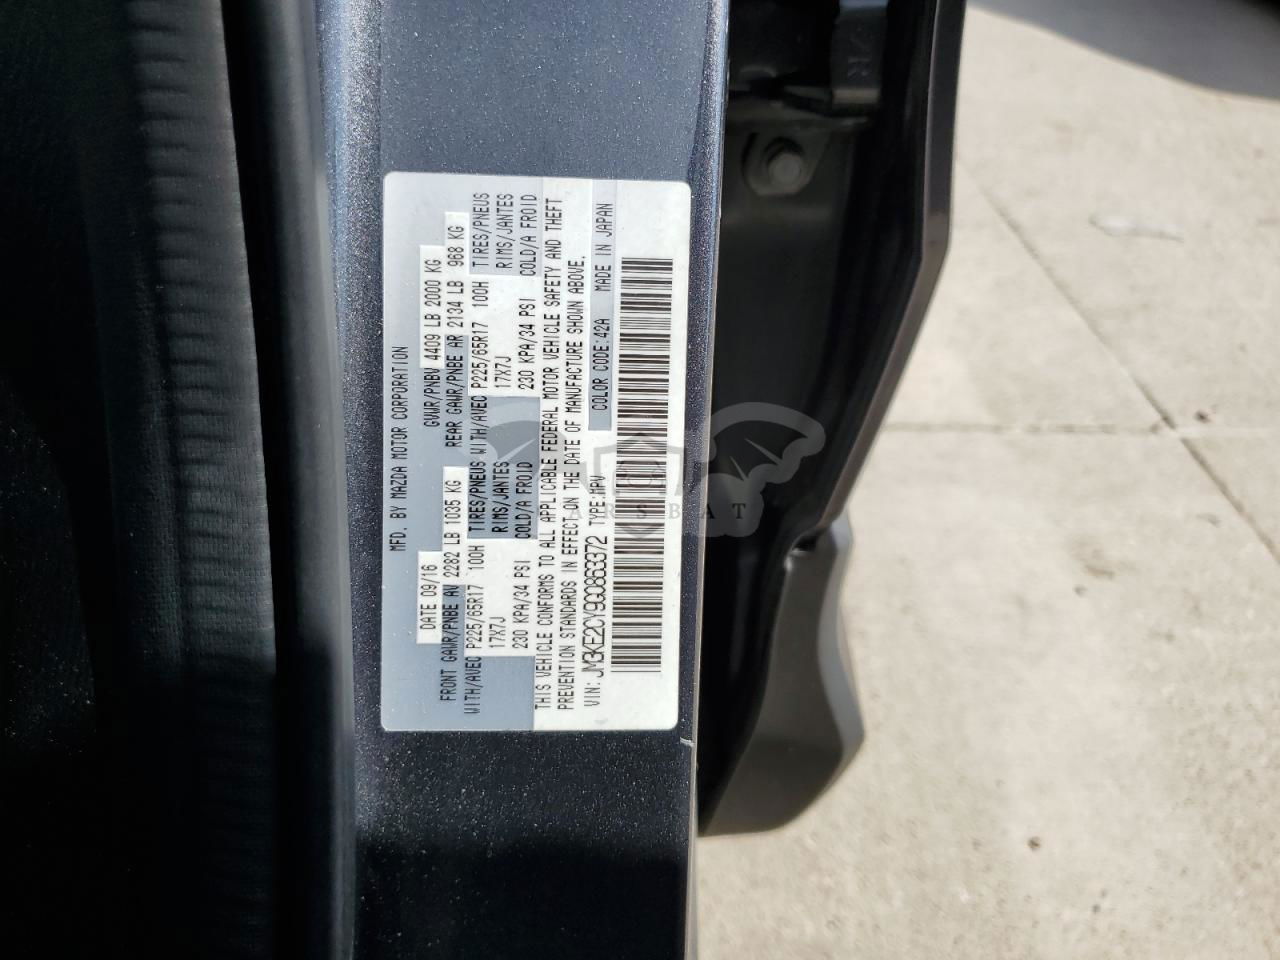 MFD. BY MAZDA MOTOR CORPORATION
DATE 09/16 GVWR/PNBV 4409 LB 2000 KG
FRONT GAWR/PNBE AV 2282 LB 1035 KG REAR GAWR/PNBE AR 2134 LB 968 KG
WITH/AVEC P225/65R17 100H TIRES/PNEUS WITH/AVEC P225/65R17 100H TIRES/PNEUS
17X7J RIMS/JANTES 17X7J RIMS/JANTES
230 KPA/34 PSI COLD/A FROID 230 KPA/34 PSI COLD/A FROID
THIS VEHICLE CONFORMS TO ALL APPLICABLE FEDERAL MOTOR VEHICLE SAFETY AND THEFT
PREVENTION STANDARDS IN EFFECT ON THE DATE OF MANUFACTURE SHOWN ABOVE.
VIN: JM3KE2CY9G0863372 TYPE:MPV COLOR CODE:42A MADE IN JAPAN
ARSBAT